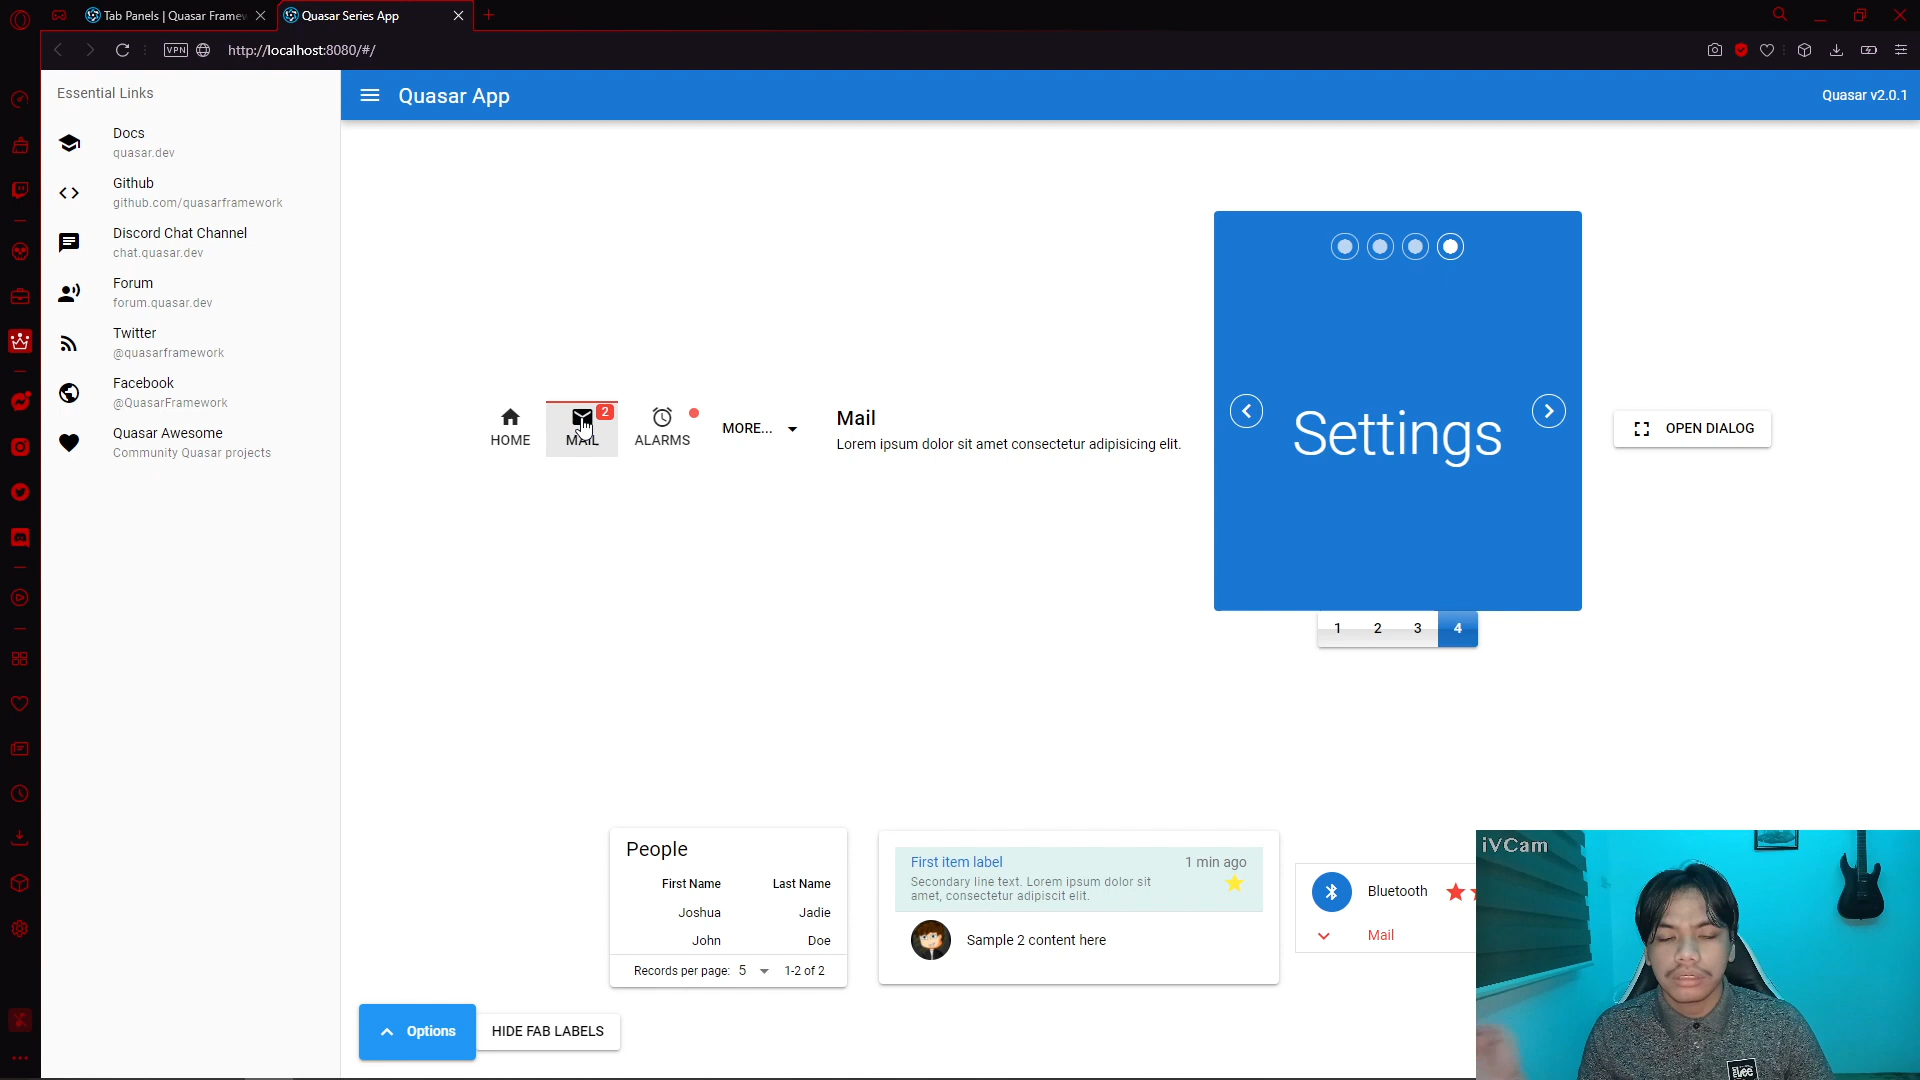 Tab Panels | Quasar Framew
Quasar Series App
VPN
http://localhost:8080/#/
Essential Links
Docs
quasar.dev
Github
github.com/quasarframework
Discord Chat Channel
chat.quasar.dev
Forum
forum.quasar.dev
Twitter
@quasarframework
Facebook
@QuasarFramework
Quasar Awesome
Community Quasar projects
Quasar App
Quasar v2.0.1
HOME
2
MAIL
ALARMS
MORE...
Mail
Lorem ipsum dolor sit amet consectetur adipisicing elit.
Settings
1 2 3 4
OPEN DIALOG
People
First Name Last Name
Joshua Jadie
John Doe
Records per page: 5 1-2 of 2
First item label 1 min ago
Secondary line text. Lorem ipsum dolor sit
amet, consectetur adipiscit elit.
Sample 2 content here
Bluetooth
Mail
Options
HIDE FAB LABELS
iVCam